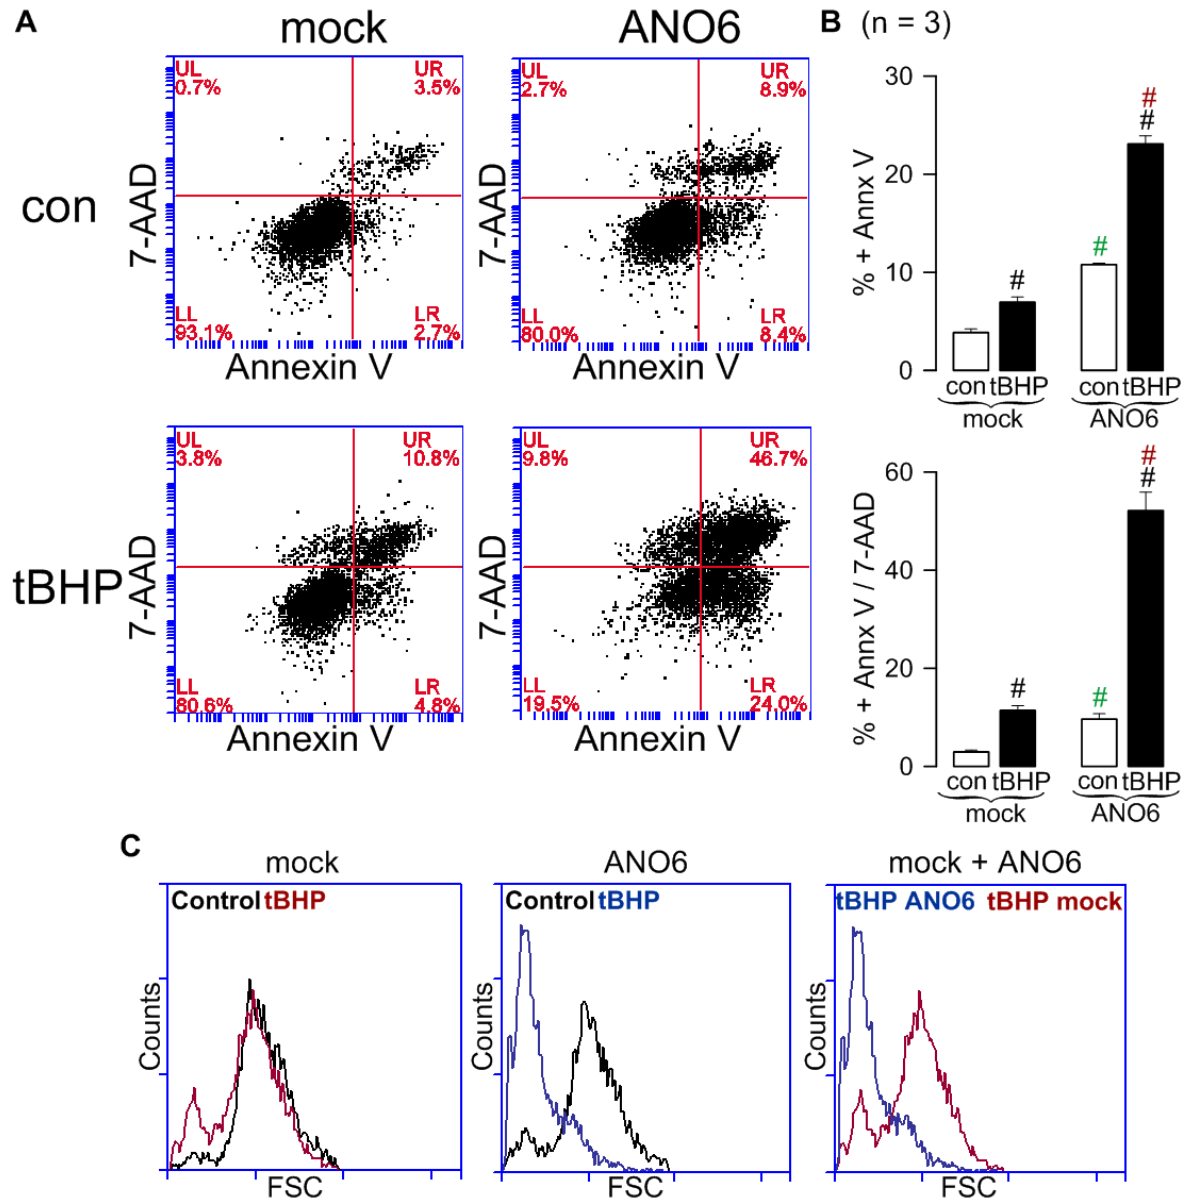 A
mock
ANO6
B (n = 3)
con
7-AAD
UL
0.7%
UR
3.5%
LL
93.1%
LR
2.7%
Annexin V
7-AAD
UL
2.7%
UR
8.9%
LL
80.0%
LR
8.4%
Annexin V
% + Annx V
30
20
10
0
#
#
#
#
con tBHP
con tBHP
mock
ANO6
tBHP
7-AAD
UL
3.8%
UR
10.8%
LL
80.6%
LR
4.8%
Annexin V
7-AAD
UL
9.8%
UR
46.7%
LL
19.5%
LR
24.0%
Annexin V
% + Annx V / 7-AAD
60
40
20
0
#
#
#
#
con tBHP
con tBHP
mock
ANO6
C
mock
Control tBHP
Counts
FSC
ANO6
Control tBHP
Counts
FSC
mock + ANO6
tBHP ANO6 tBHP mock
Counts
FSC